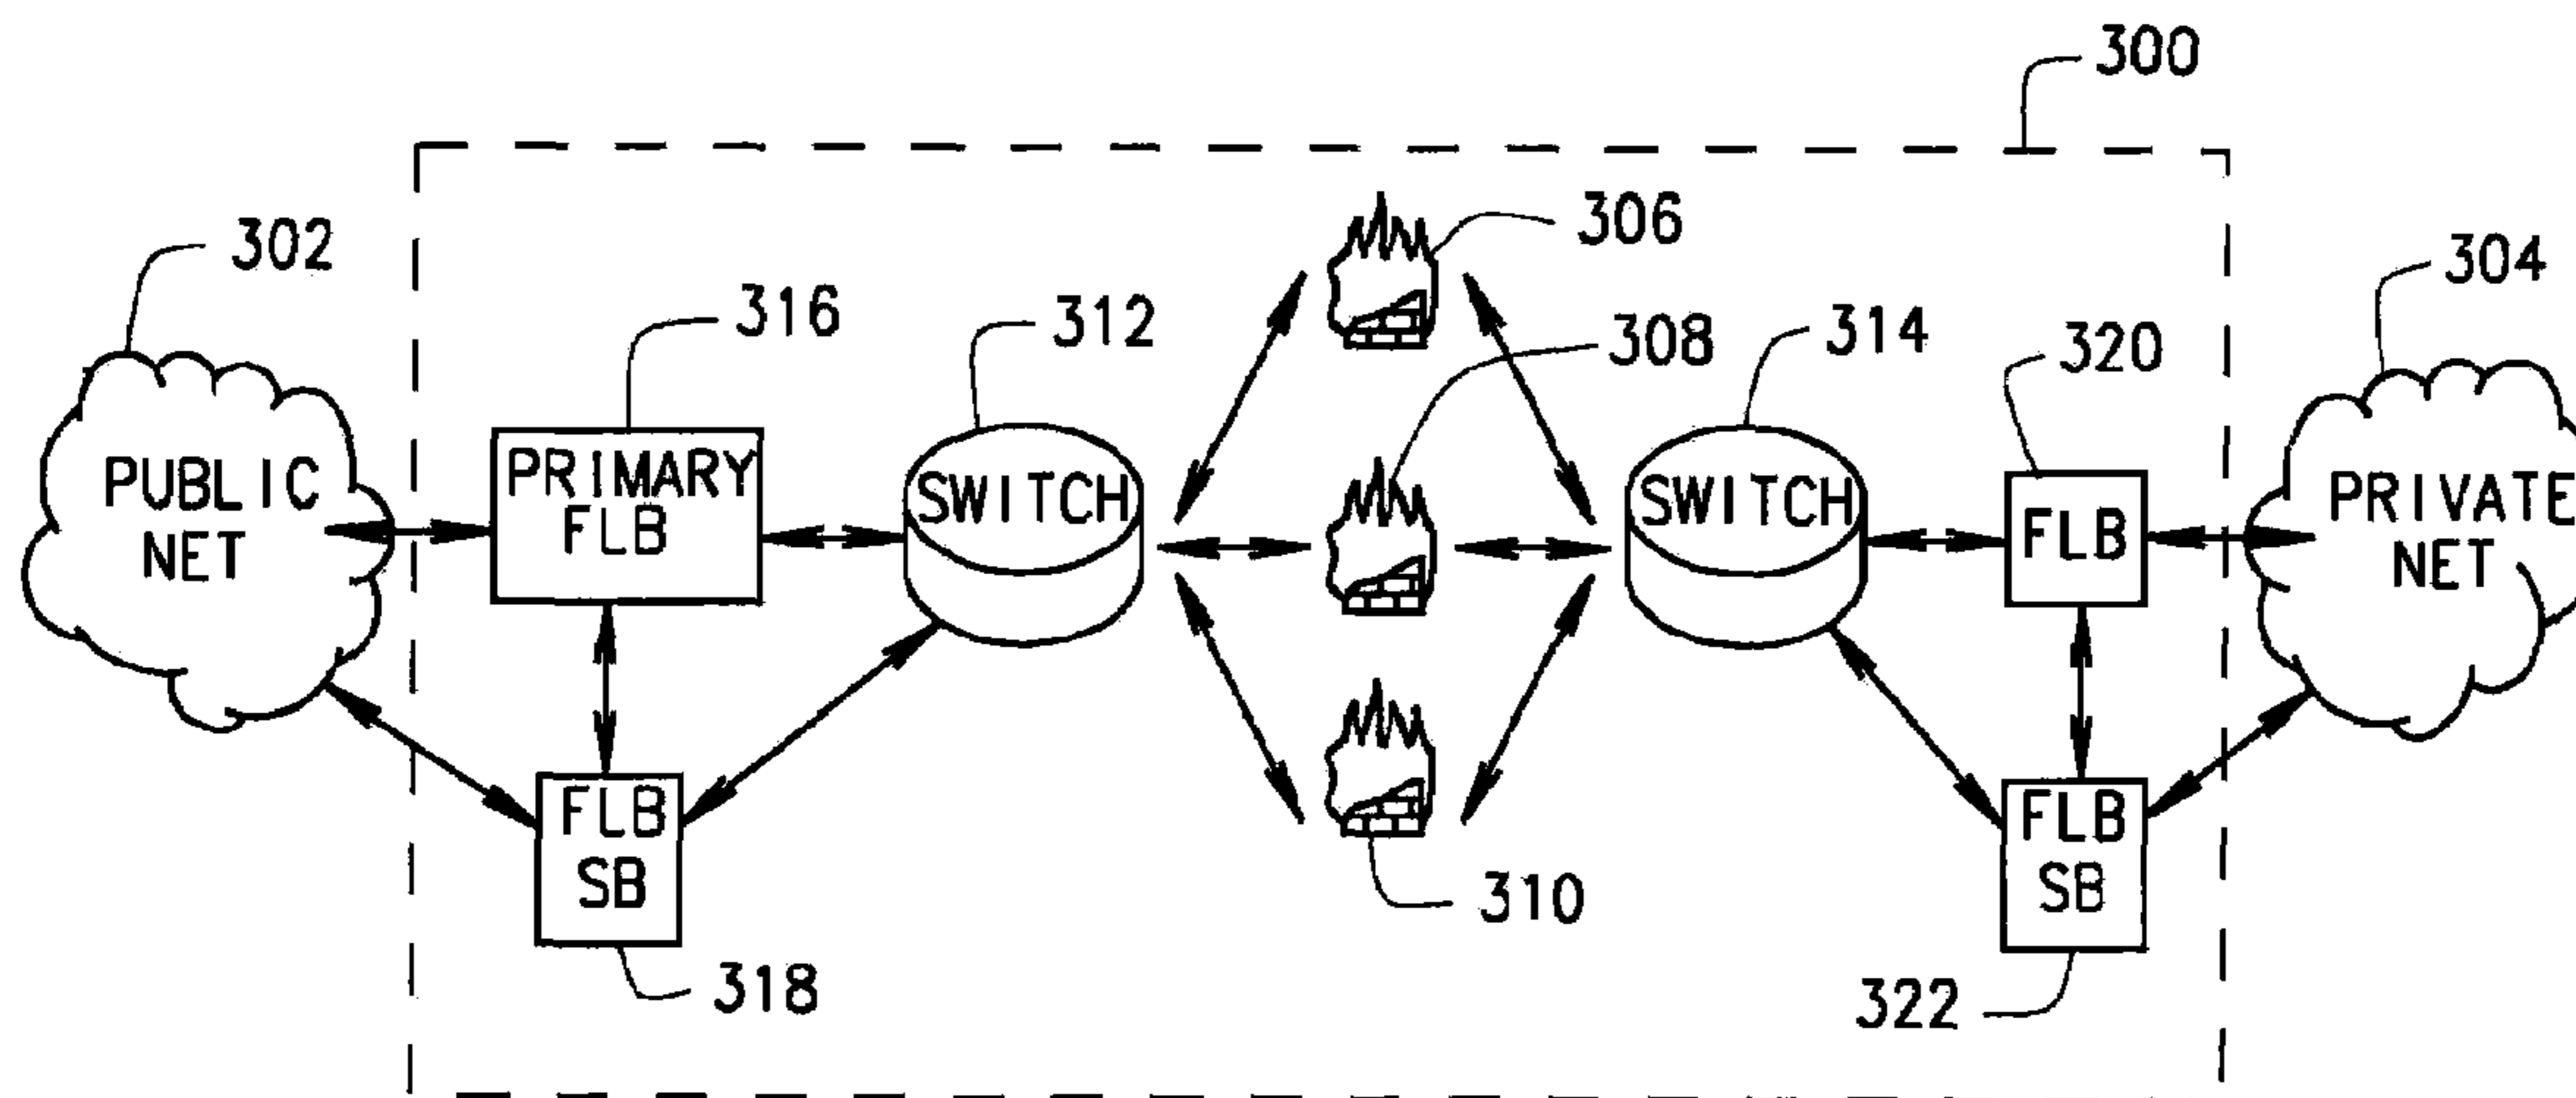 300
302
306
304
316
312
308
314
320
PUBLIC
NET
PRIMARY
FLB
SWITCH
SWITCH
FLB
PRIVATE
NET
FLB
SB
FLB
SB
310
318
322